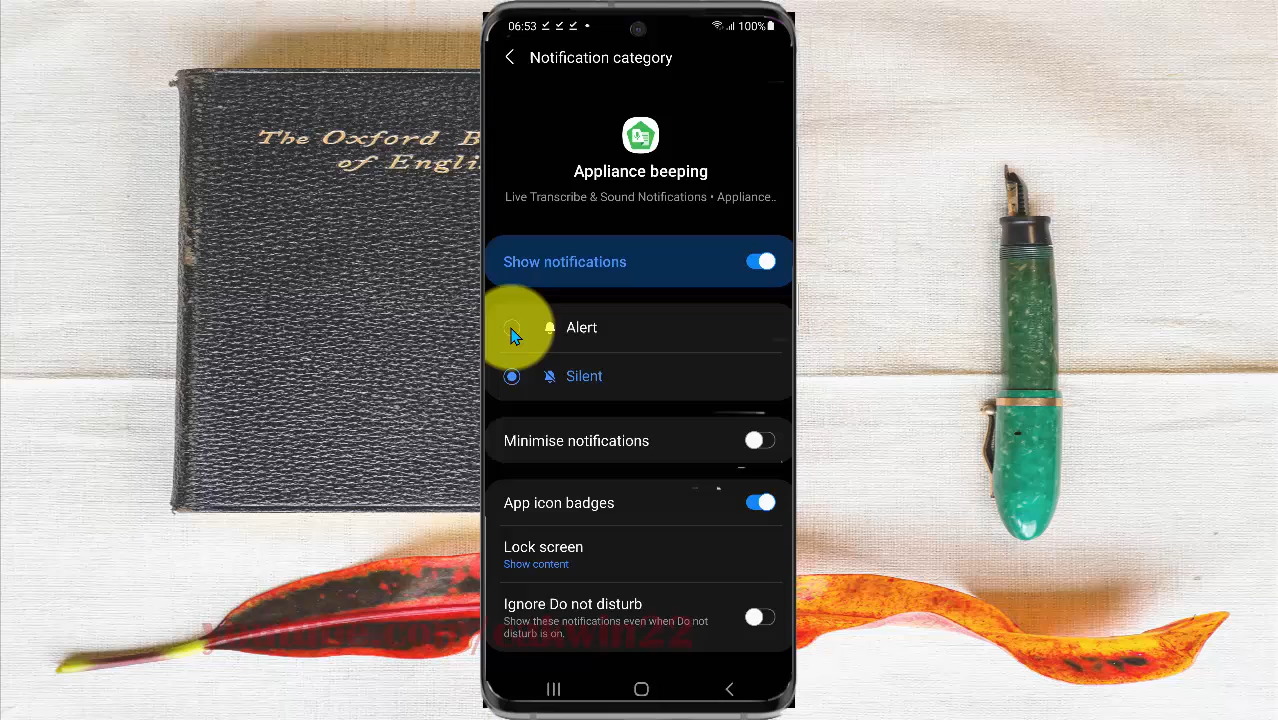 The Oxford B
of Engli
06:53
100%
Notification category
Appliance beeping
Live Transcribe & Sound Notifications • Appliance..
Show notifications
Alert
Silent
Minimise notifications
App icon badges
Lock screen
Show content
Ignore Do not disturb
Show these notifications even when Do not
disturb is on.